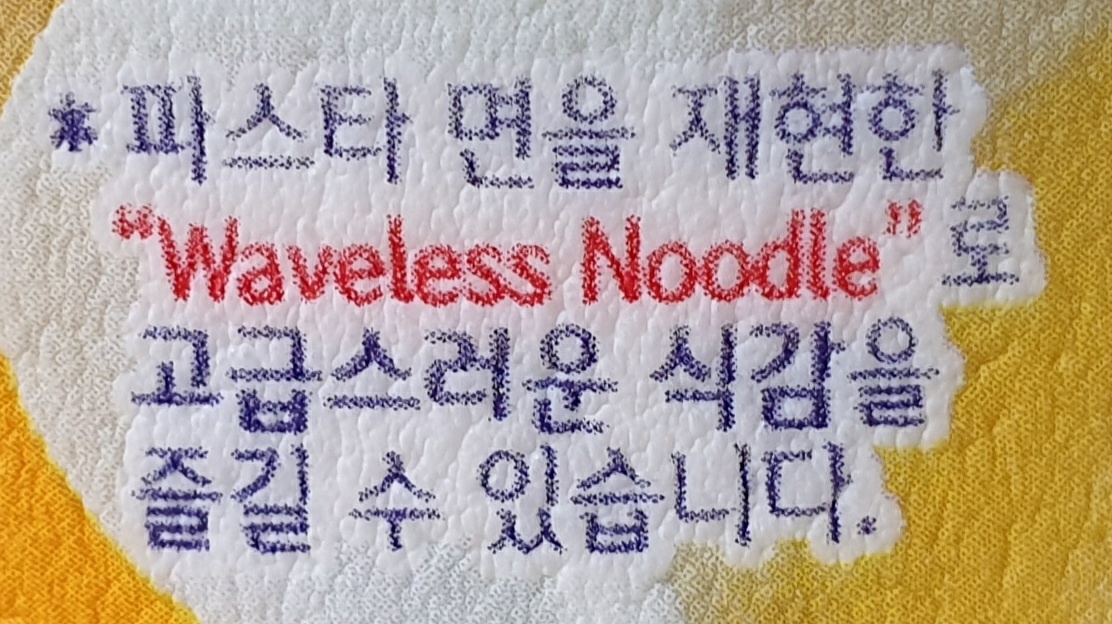 * 파스타 면을 재현한
“Waveless Noodle”로
고급스러운 식감을
즐길 수 있습니다.